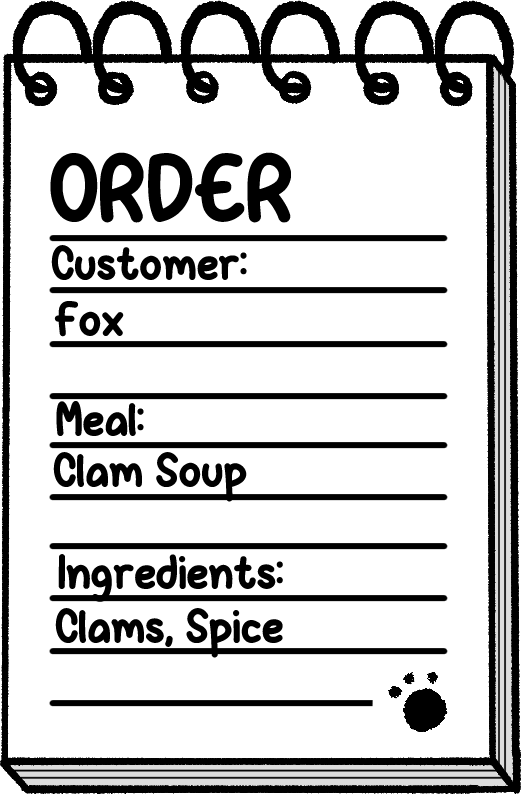 ORDER
Customer:
Fox
Meal:
Clam Soup
Ingredients:
Clams, Spice